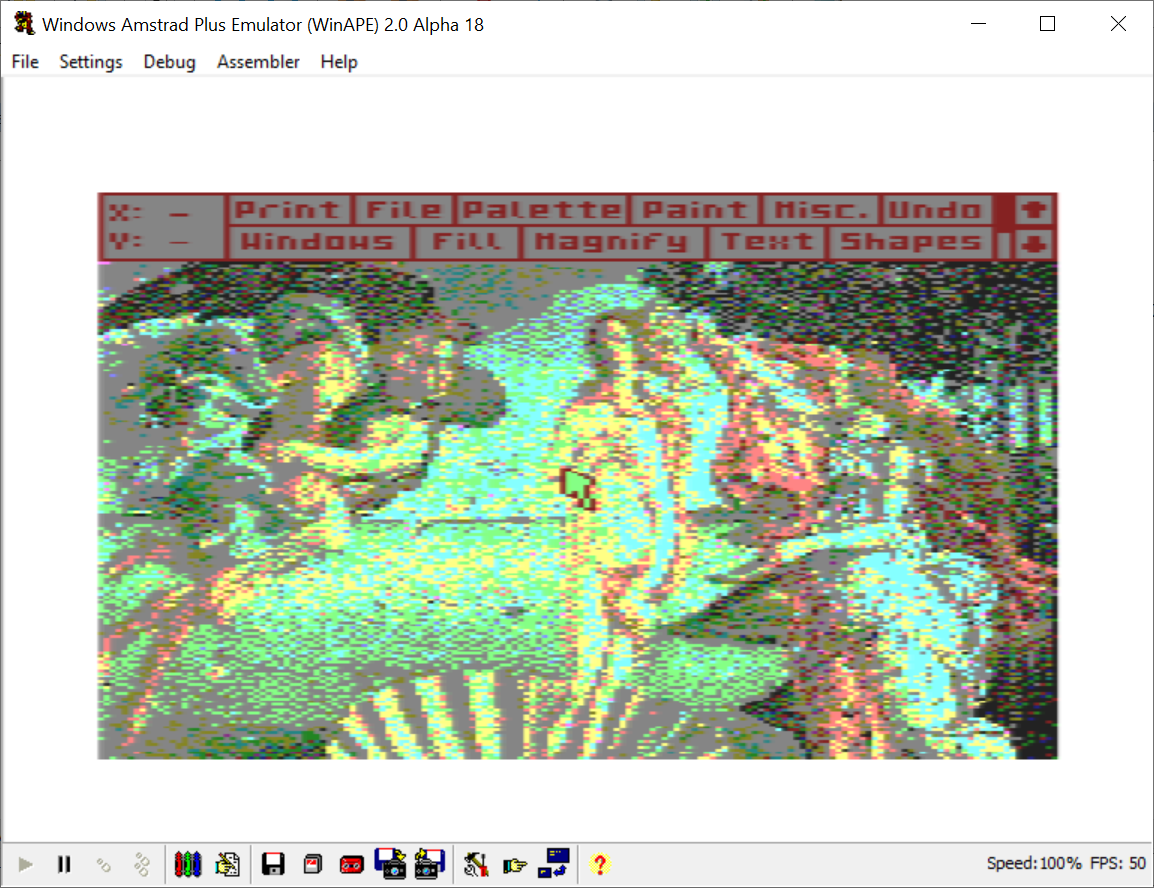 Windows Amstrad Plus Emulator (WinAPE) 2.0 Alpha 18
File Settings Debug Assembler Help
X: - Print File Palette Paint Misc. Undo
Y: - Windows Fill Magnify Text Shapes
Speed:100% FPS: 50